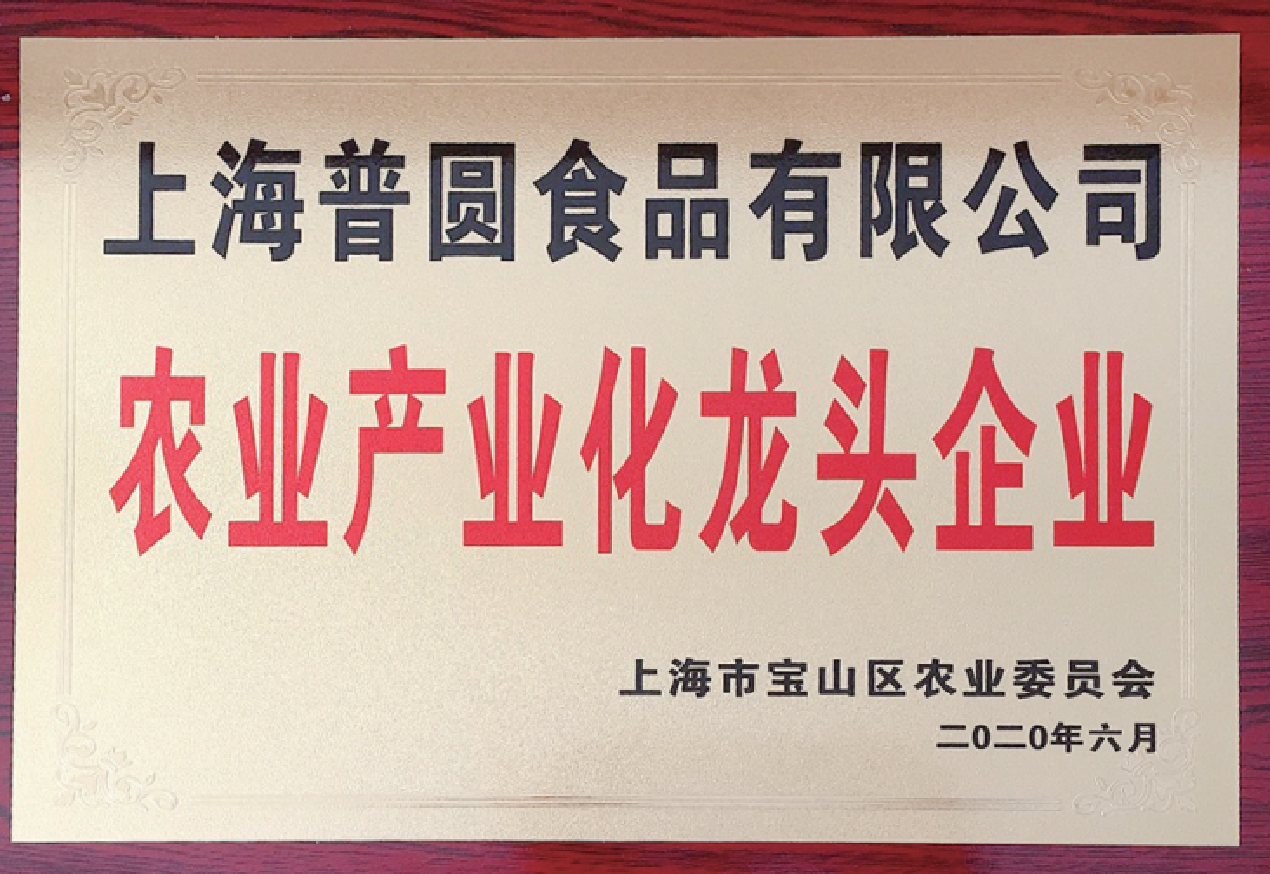 上海普圆食品有限公司
农业产业化龙头企业
上海市宝山区农业委员会
二0二0年六月